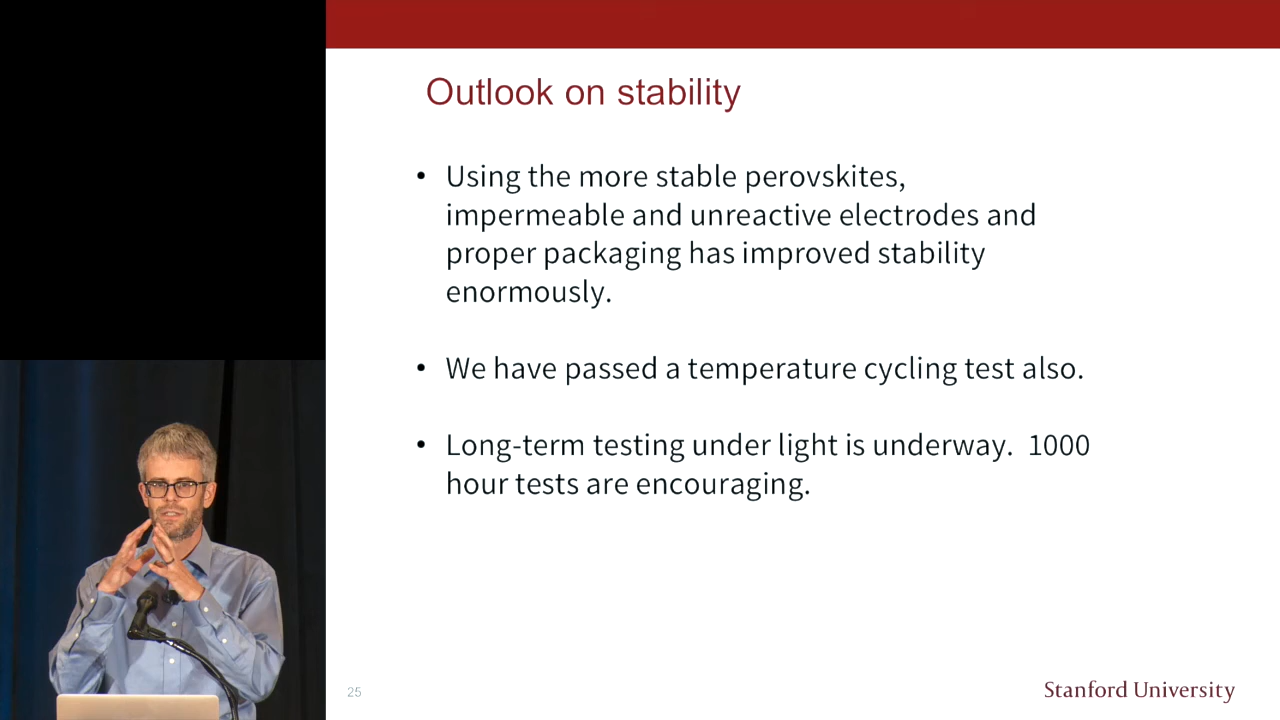 Outlook on stability
• Using the more stable perovskites,
impermeable and unreactive electrodes and
proper packaging has improved stability
enormously.
• We have passed a temperature cycling test also.
• Long-term testing under light is underway.  1000
hour tests are encouraging.
25
Stanford University